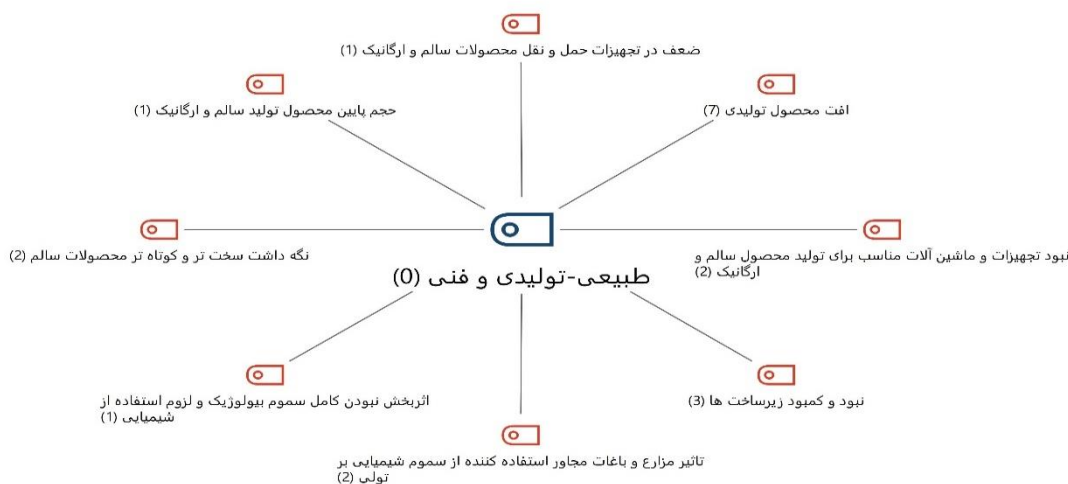 ضعف در تجهیزات حمل و نقل محصولات سالم و ارگانیک (1)
افت محصول تولیدی (7)
حجم پایین محصول تولید سالم و ارگانیک (1)
نبود تجهیزات و ماشین آلات مناسب برای تولید محصول سالم و
ارگانیک (2)
نگه داشت سخت تر و کوتاه تر محصولات سالم (2)
طبیعی-تولیدی و فنی (0)
نبود و کمبود زیرساخت ها (3)
اثربخش نبودن کامل سموم بیولوژیک و لزوم استفاده از
شیمیایی (1)
تاثیر مزارع و باغات مجاور استفاده کننده از سموم شیمیایی بر
تولی (2)